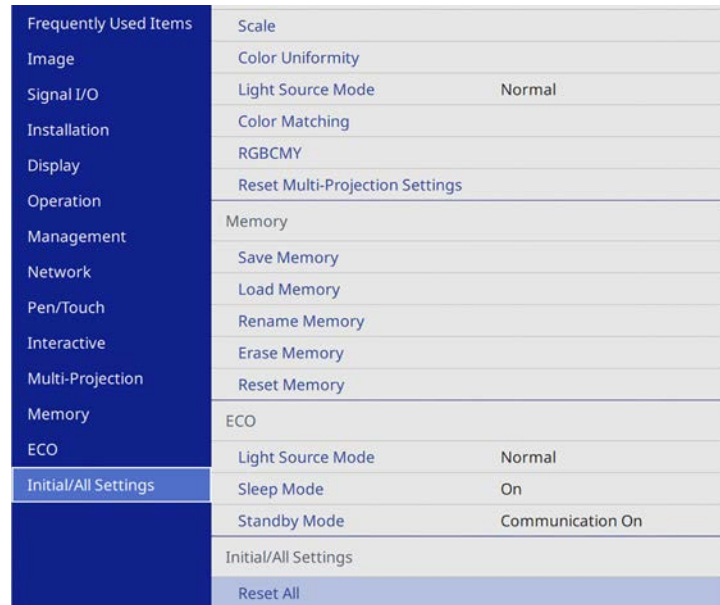 Frequently Used Items
Image
Signal I/O
Installation
Display
Operation
Management
Network
Pen/Touch
Interactive
Multi-Projection
Memory
ECO
Initial/All Settings
Scale
Color Uniformity
Light Source Mode Normal
Color Matching
RGBCMY
Reset Multi-Projection Settings
Memory
Save Memory
Load Memory
Rename Memory
Erase Memory
Reset Memory
ECO
Light Source Mode Normal
Sleep Mode On
Standby Mode Communication On
Initial/All Settings
Reset All